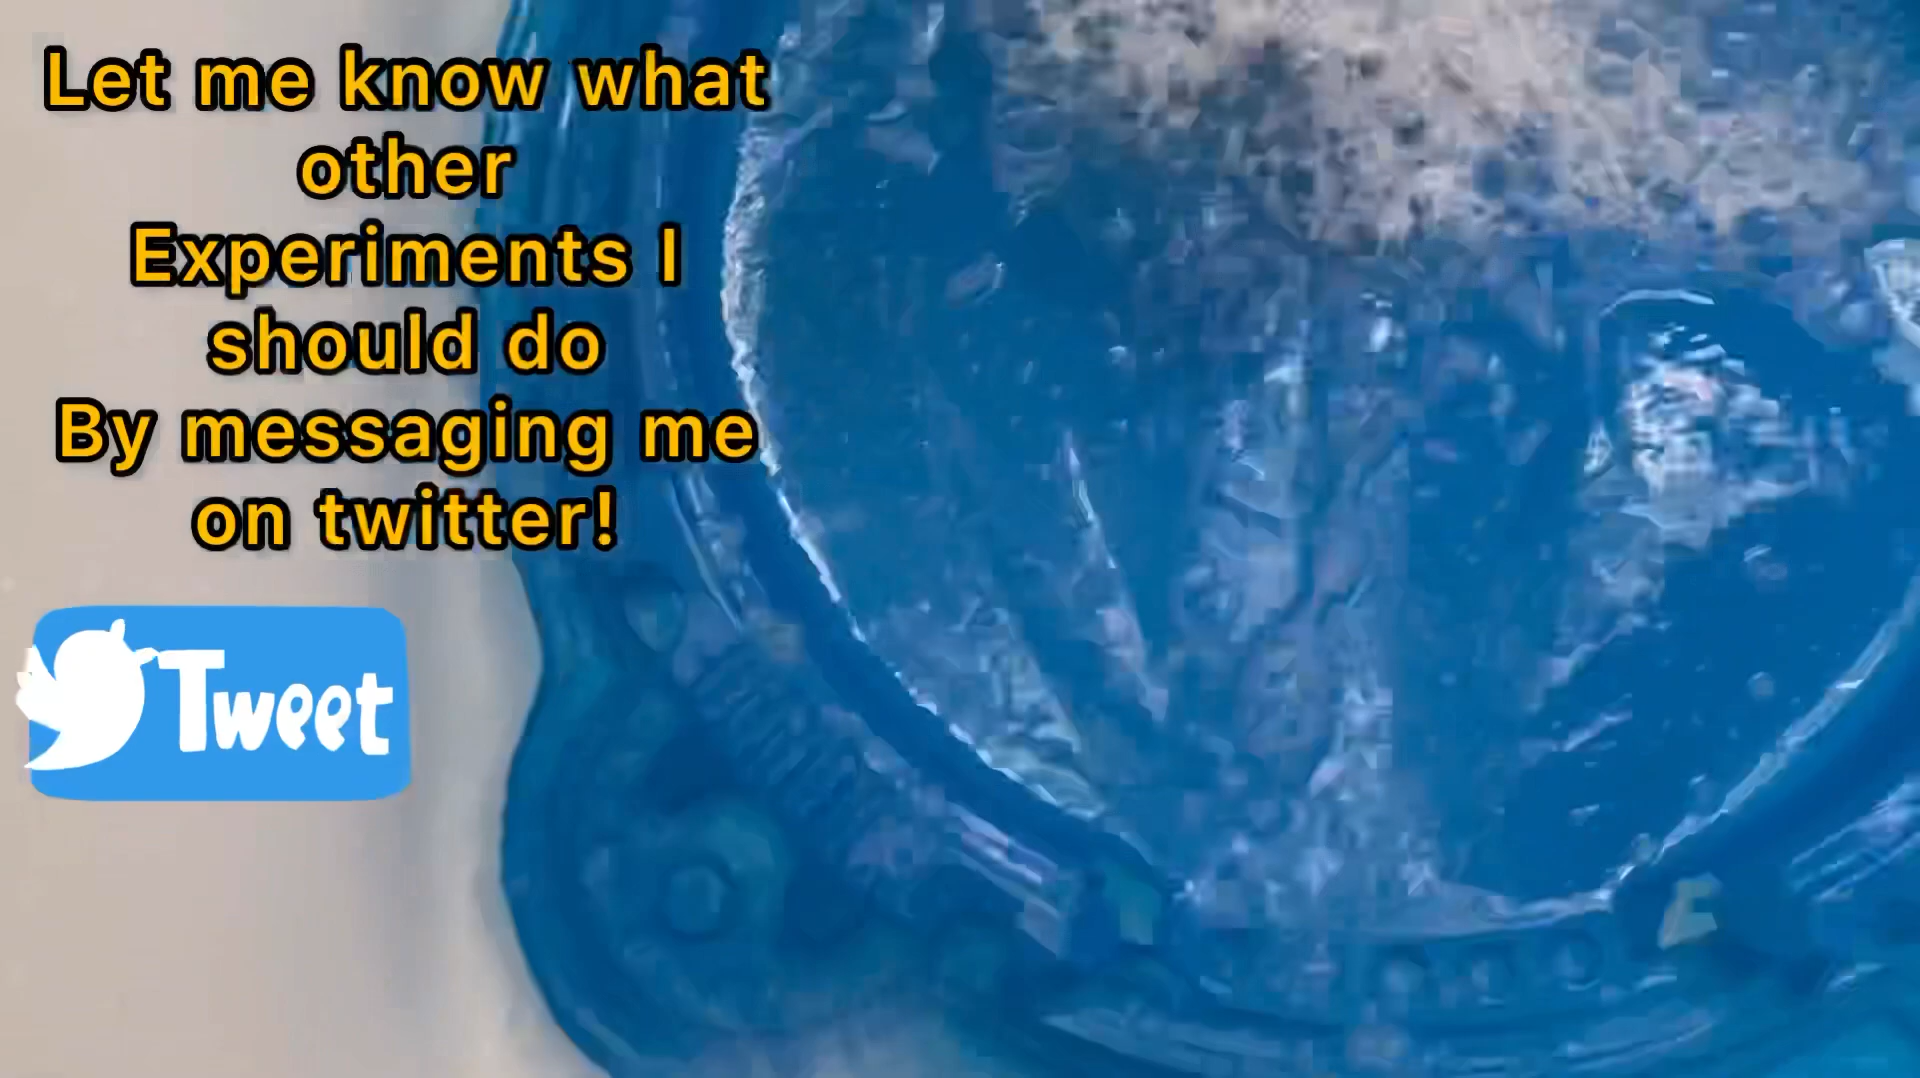 Let me know what
other
Experiments I
should do
By messaging me
on twitter!
Tweet